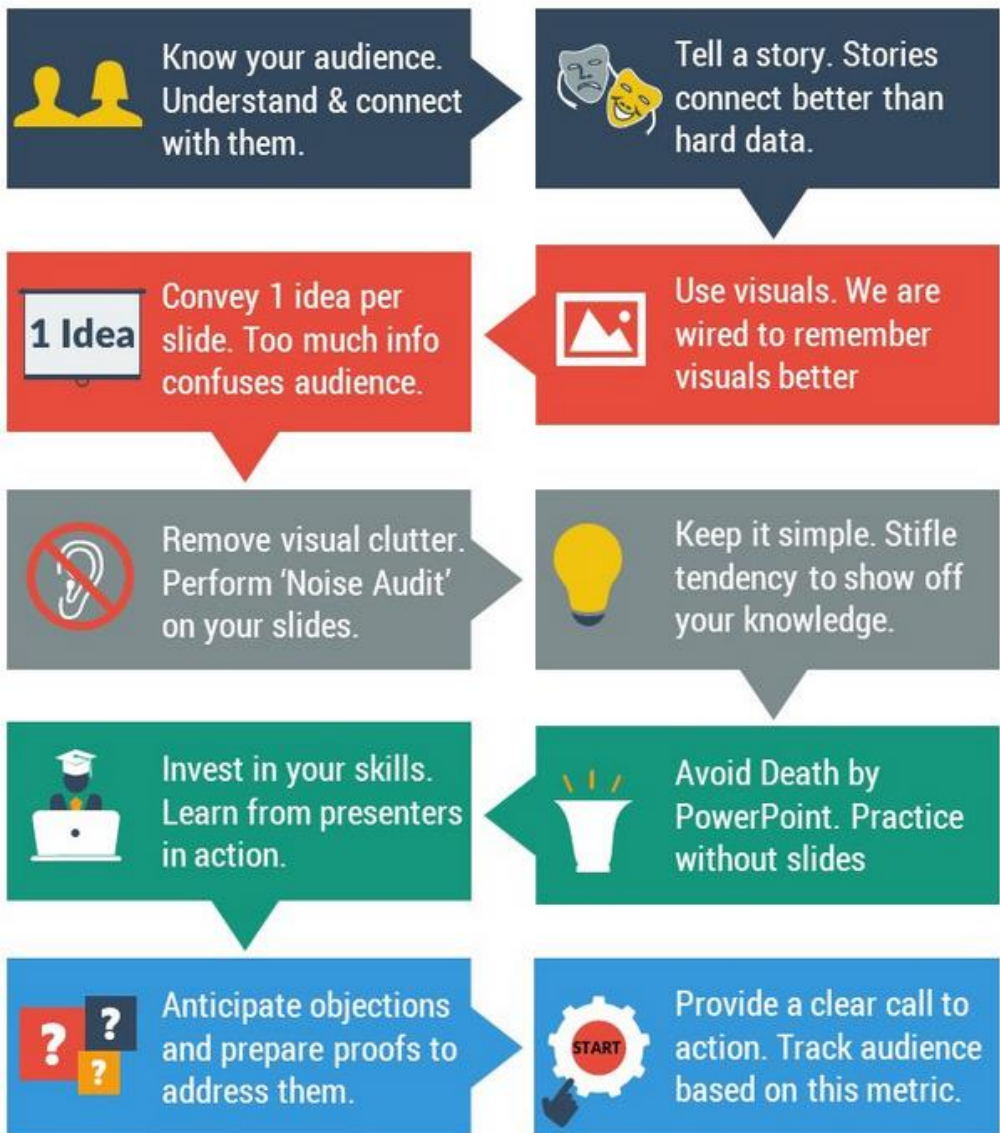 Know your audience.
Understand & connect
with them.
Tell a story. Stories
connect better than
hard data.
Use visuals. We are
wired to remember
visuals better
1 Idea
Convey 1 idea per
slide. Too much info
confuses audience.
Remove visual clutter.
Perform ‘Noise Audit’
on your slides.
Keep it simple. Stifle
tendency to show off
your knowledge.
Avoid Death by
PowerPoint. Practice
without slides
Invest in your skills.
Learn from presenters
in action.
? ? ?
Anticipate objections
and prepare proofs to
address them.
START
Provide a clear call to
action. Track audience
based on this metric.